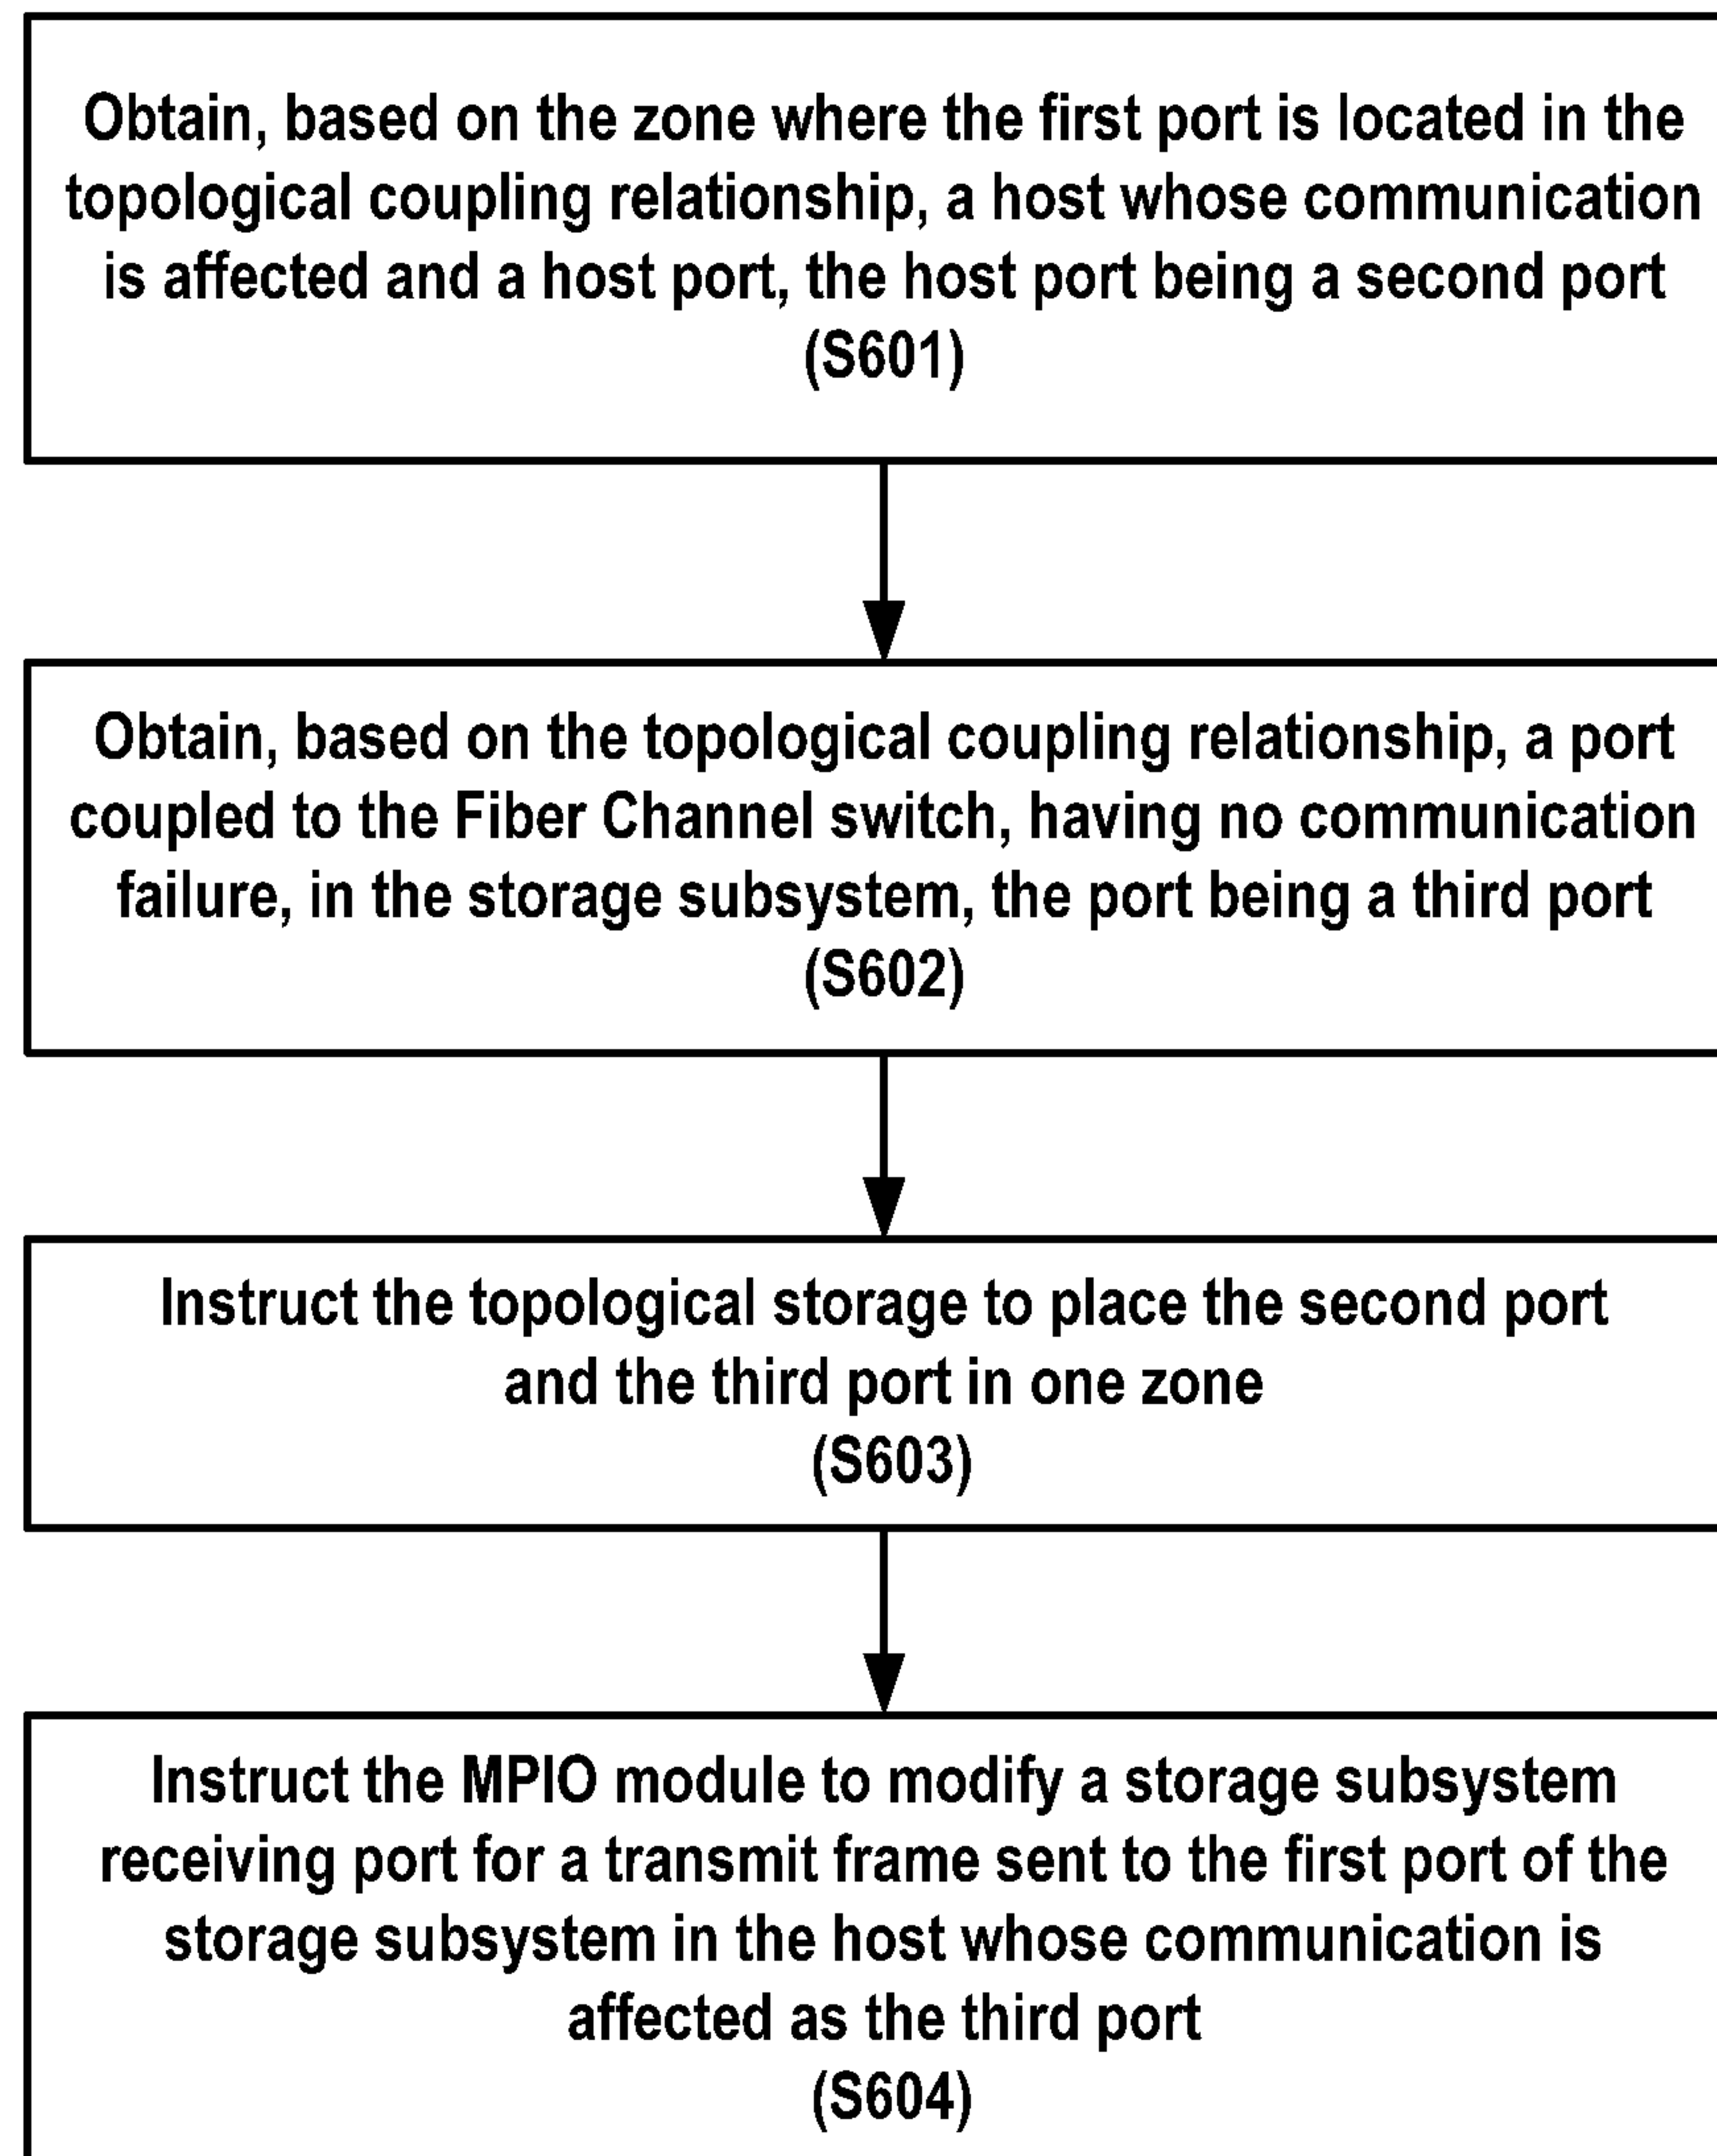 Obtain, based on the zone where the first port is located in the
topological coupling relationship, a host whose communication
is affected and a host port, the host port being a second port
(S601)
Obtain, based on the topological coupling relationship, a port
coupled to the Fiber Channel switch, having no communication
failure, in the storage subsystem, the port being a third port
(S602)
Instruct the topological storage to place the second port
and the third port in one zone
(S603)
Instruct the MPIO module to modify a storage subsystem
receiving port for a transmit frame sent to the first port of the
storage subsystem in the host whose communication is
affected as the third port
(S604)